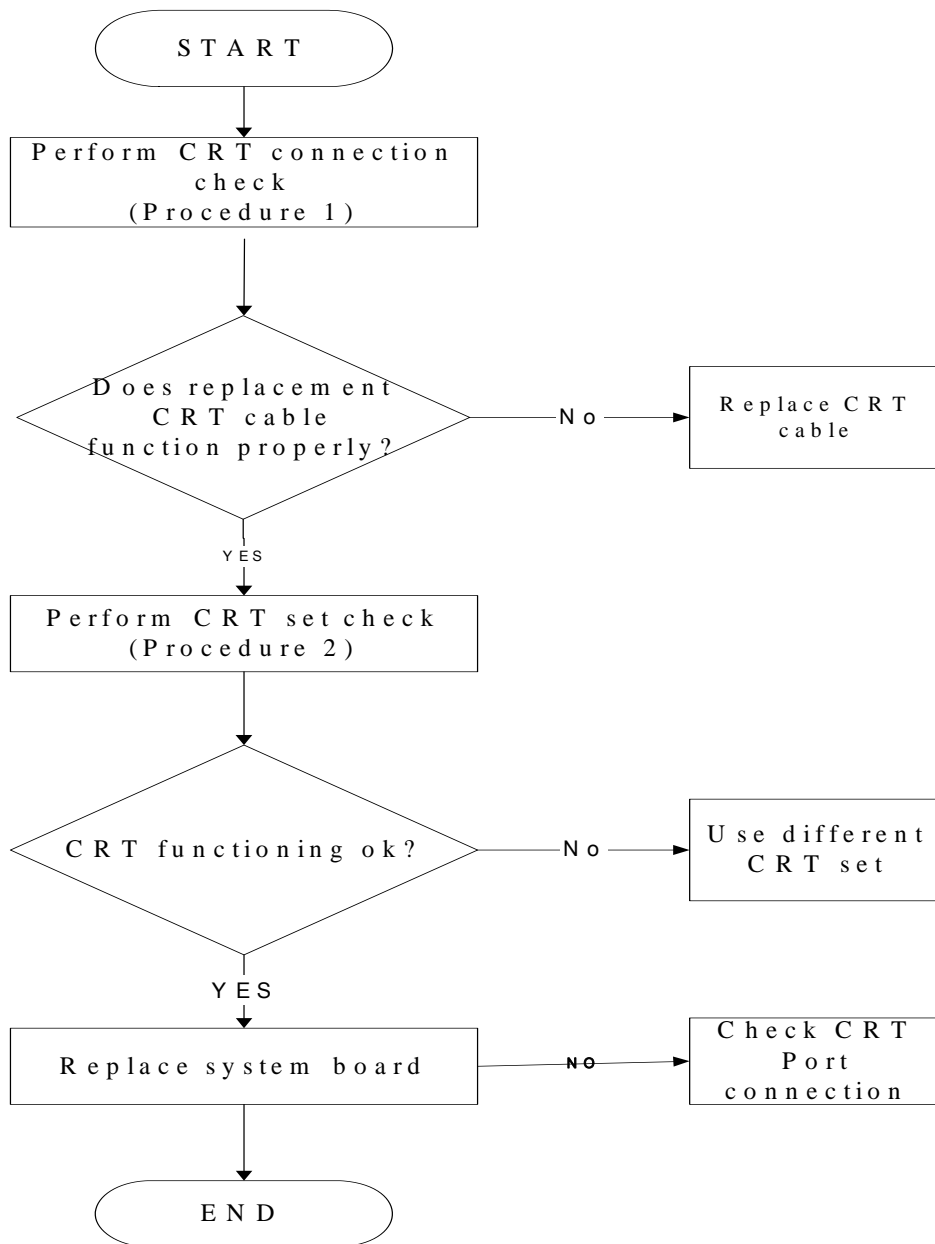 START
Perform CRT connection
check
(Procedure 1)
Does replacement
CRT cable
function properly?
No
Replace CRT
cable
YES
Perform CRT set check
(Procedure 2)
CRT functioning ok?
No
Use different
CRT set
YES
Replace system board
NO
Check CRT
Port
connection
END